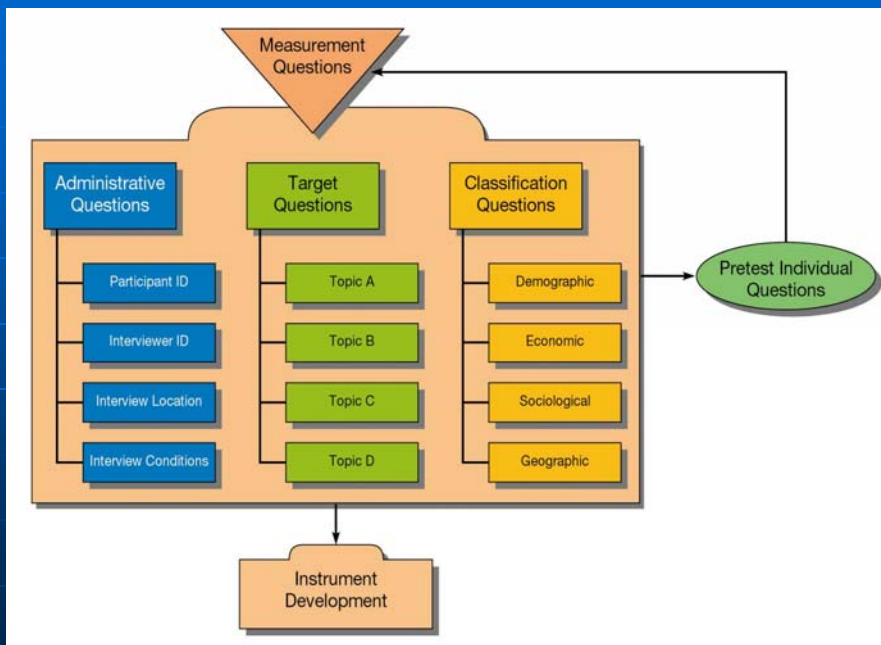 Measurement
Questions
Administrative
Questions
Participant ID
Interviewer ID
Interview Location
Interview Conditions
Target
Questions
Topic A
Topic B
Topic C
Topic D
Classification
Questions
Demographic
Economic
Sociological
Geographic
Pretest Individual
Questions
Instrument
Development